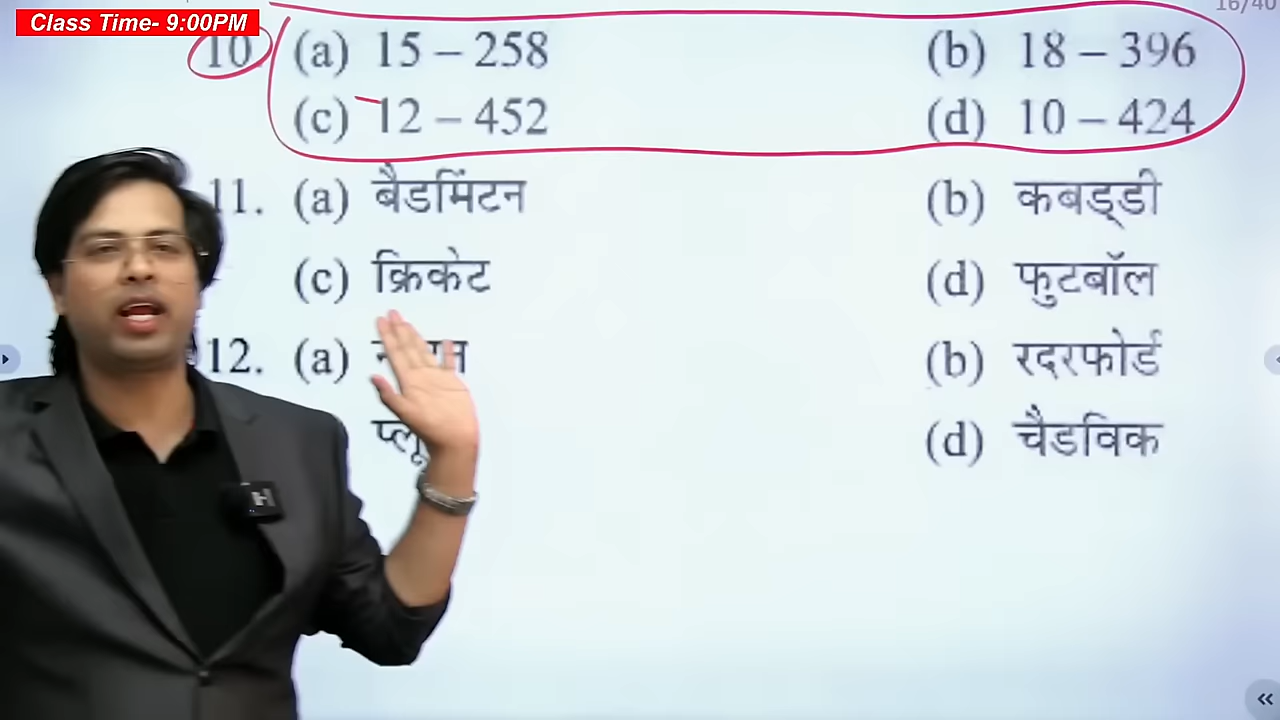 Class Time- 9:00PM
16/40
10 (a) 15 – 258 (b) 18 – 396
(c) 12 – 452 (d) 10 – 424
11. (a) बैडमिंटन (b) कबड्डी
(c) क्रिकेट (d) फुटबॉल
12. (a) (b) रदरफोर्ड
(d) चैडविक
H